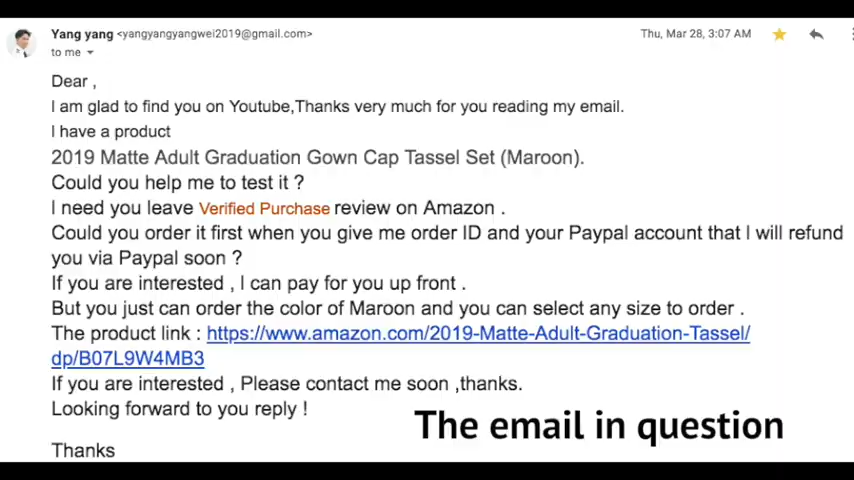 Yang yang <yangyangyangwei2019@gmail.com>
Thu, Mar 28, 3:07 AM
to me
Dear ,
I am glad to find you on Youtube,Thanks very much for you reading my email.
I have a product
2019 Matte Adult Graduation Gown Cap Tassel Set (Maroon).
Could you help me to test it ?
I need you leave Verified Purchase review on Amazon .
Could you order it first when you give me order ID and your Paypal account that I will refund
you via Paypal soon ?
If you are interested , I can pay for you up front .
But you just can order the color of Maroon and you can select any size to order .
The product link : https://www.amazon.com/2019-Matte-Adult-Graduation-Tassel/
dp/B07L9W4MB3
If you are interested , Please contact me soon ,thanks.
Looking forward to you reply !
The email in question
Thanks